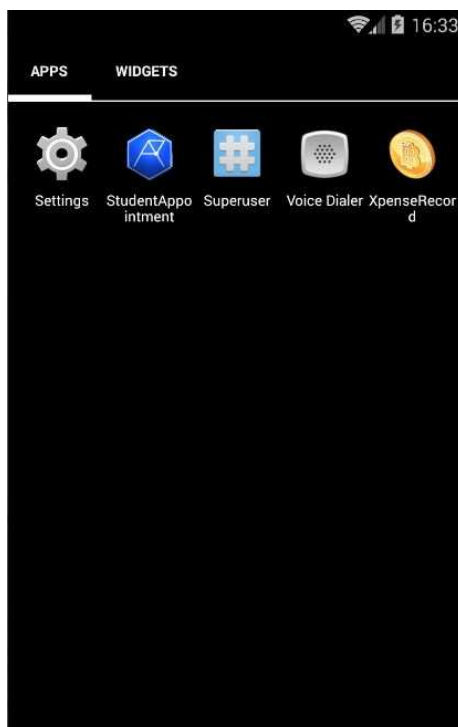 16:33
APPS WIDGETS
Settings StudentAppo Superuser Voice Dialer XpenseRecor
intment d